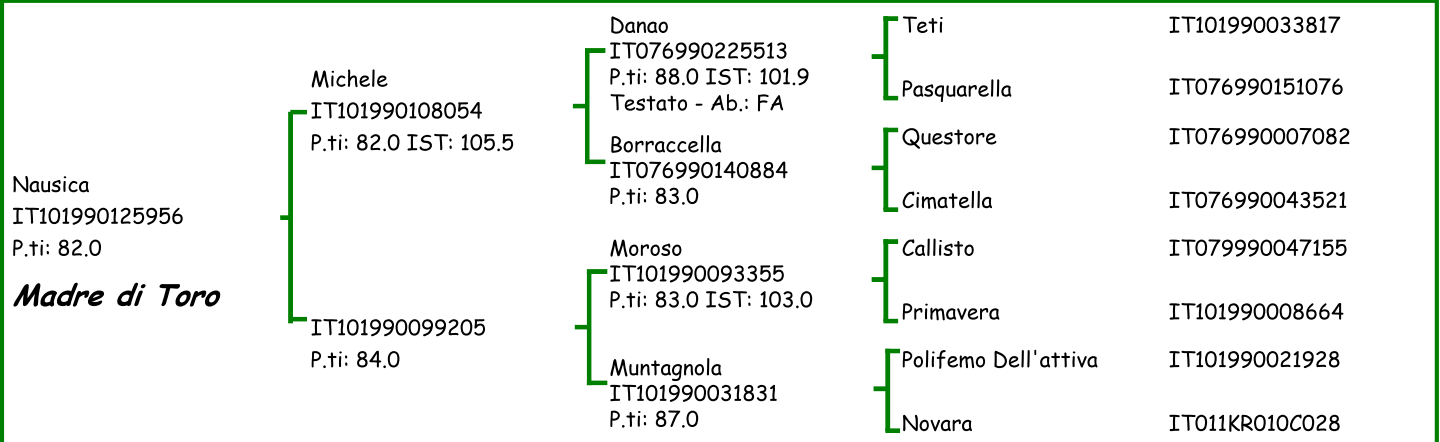 Nausica
IT101990125956
P.ti: 82.0
Madre di Toro
Michele
IT101990108054
P.ti: 82.0 IST: 105.5
IT101990099205
P.ti: 84.0
Danao
IT076990225513
P.ti: 88.0 IST: 101.9
Testato - Ab.: FA
Borraccella
IT076990140884
P.ti: 83.0
Moroso
IT101990093355
P.ti: 83.0 IST: 103.0
Muntagnola
IT101990031831
P.ti: 87.0
Teti IT101990033817
Pasquarella IT076990151076
Questore IT076990007082
Cimatella IT076990043521
Callisto IT079990047155
Primavera IT101990008664
Polifemo Dell'attiva IT101990021928
Novara IT011KR010C028